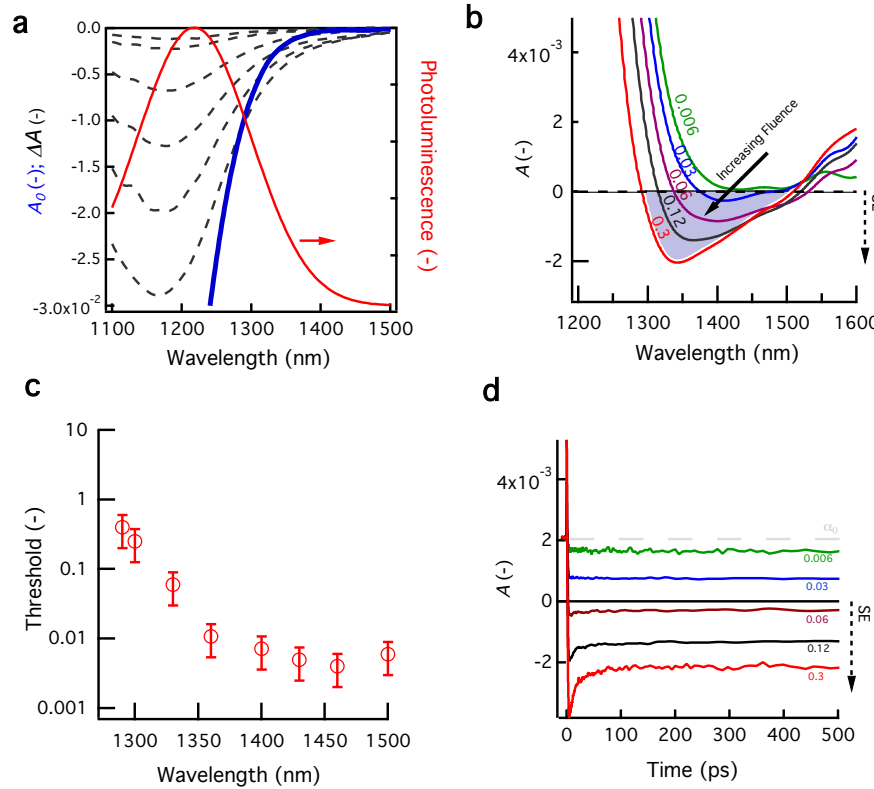 a
0.0
-0.5
-1.0
-1.5
-2.0
-2.5
-3.0x10⁻²
A₀ (-); ΔA (-)
Photoluminescence (-)
1100 1200 1300 1400 1500
Wavelength (nm)
b
4x10⁻³
2
0
-2
A (-)
0.006
0.03
0.06
0.12
0.3
Increasing Fluence
1200 1300 1400 1500 1600
Wavelength (nm)
c
10
1
0.1
0.01
0.001
Threshold (-)
1300 1350 1400 1450 1500
Wavelength (nm)
d
4x10⁻³
2
0
-2
A (-)
α₀
0.006
0.03
0.06
0.12
0.3
SE
0 100 200 300 400 500
Time (ps)